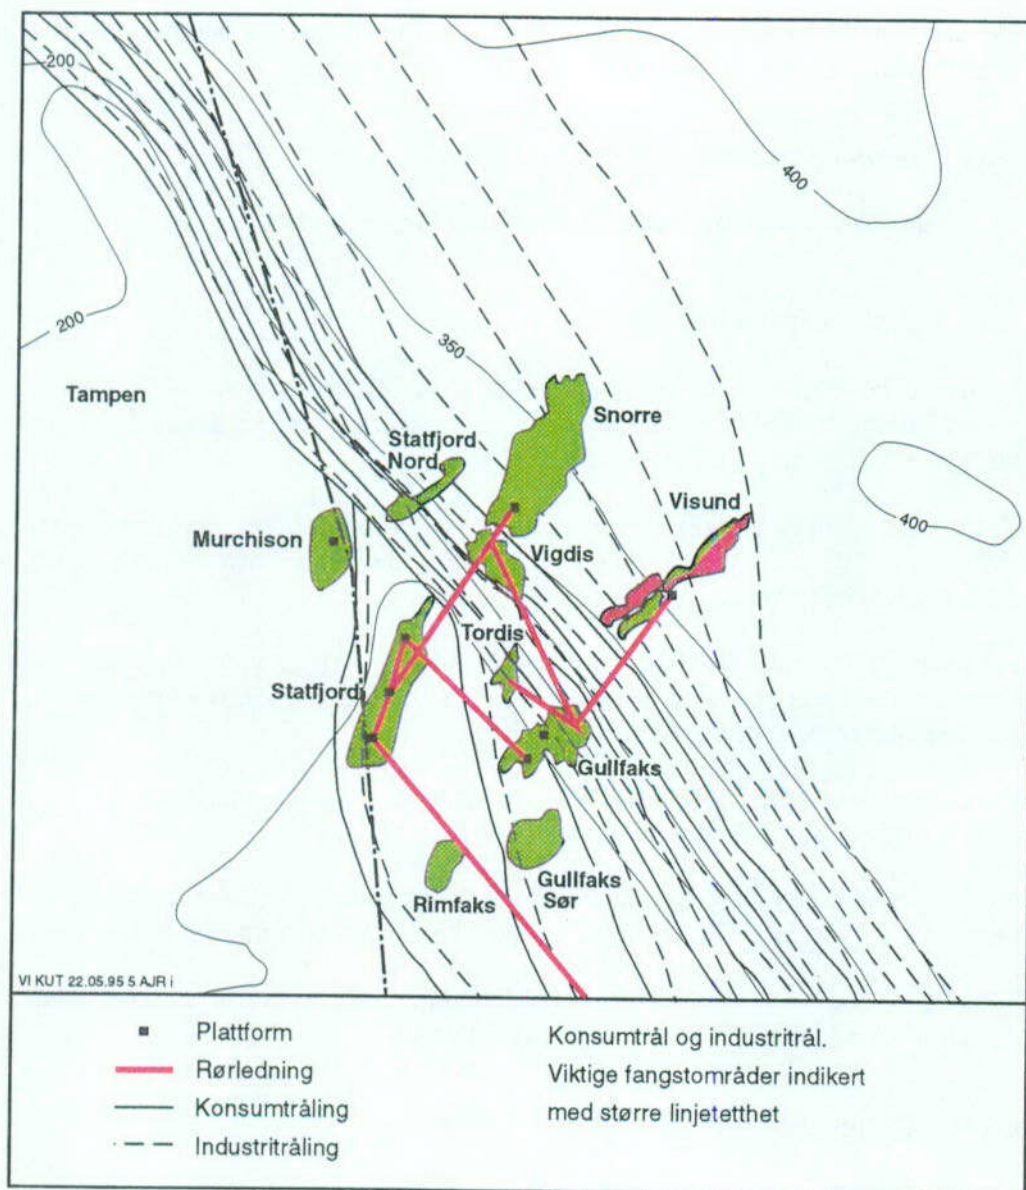 200
400
200
350
Tampen
Snorre
Statfjord
Nord
Visund
400
Murchison
Vigdis
Tordis
Statfjord
Gullfaks
Gullfaks
Sør
Rimfaks
VI KUT 22.05.95 5 AJR i
Plattform
Rørledning
Konsumtråling
Industritråling
Konsumtrål og industritrål.
Viktige fangstområder indikert
med større linjetetthet